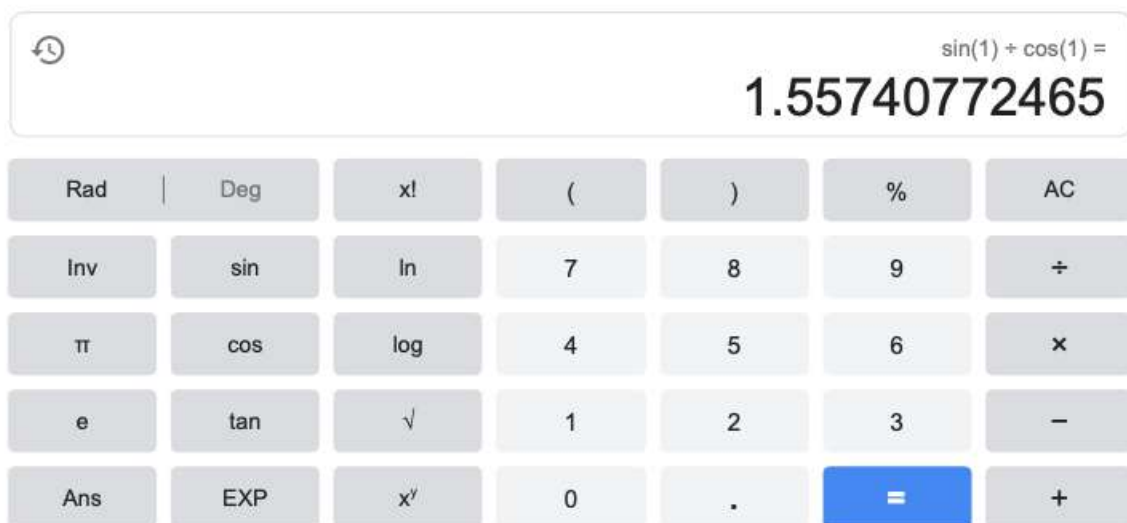 sin(1) ÷ cos(1) =
1.55740772465
Rad | Deg x! ( ) % AC
Inv sin ln 7 8 9 ÷
π cos log 4 5 6 ×
e tan √ 1 2 3 −
Ans EXP xʸ 0 . = +